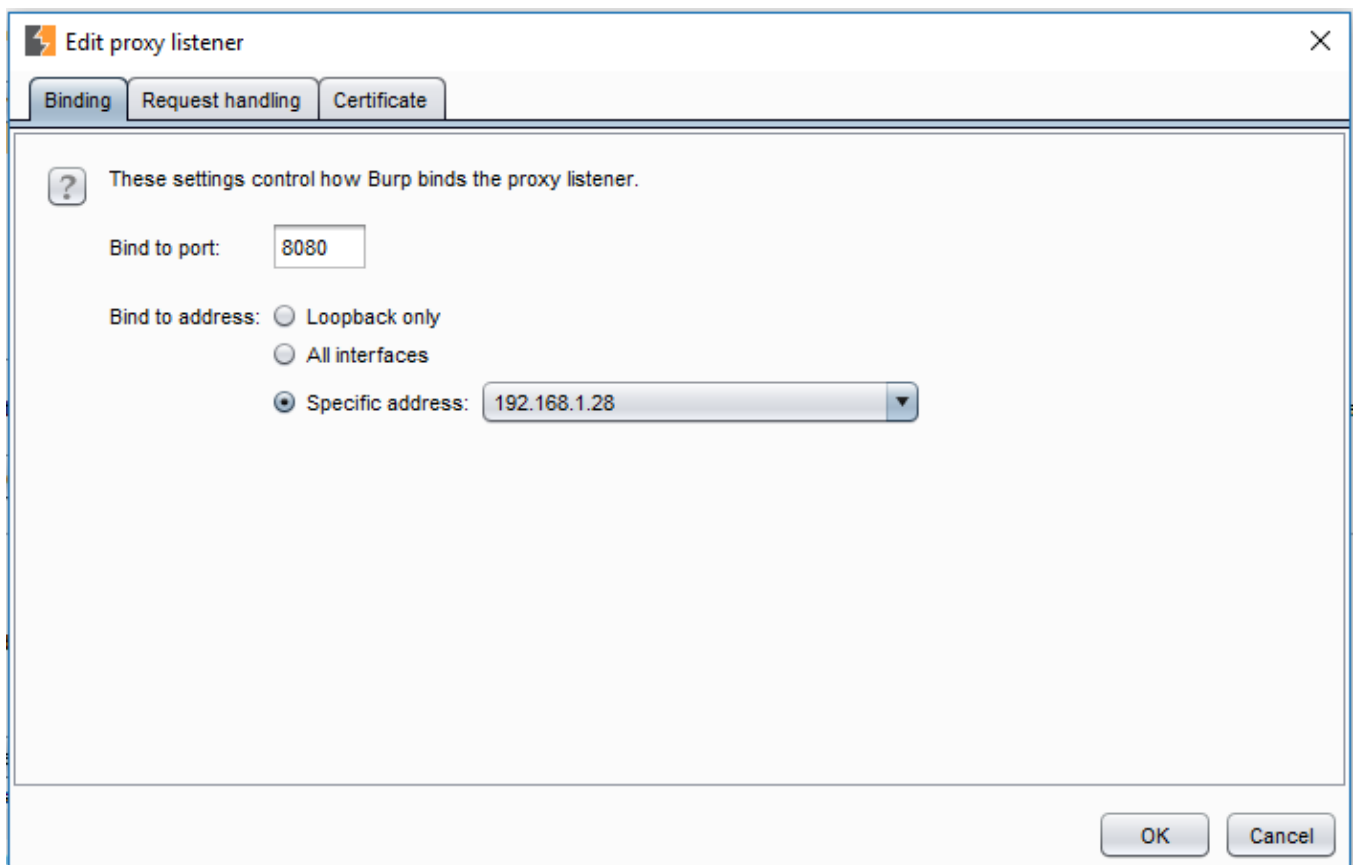 Edit proxy listener
Binding Request handling Certificate
? These settings control how Burp binds the proxy listener.
Bind to port: 8080
Bind to address: Loopback only
All interfaces
Specific address: 192.168.1.28
OK Cancel